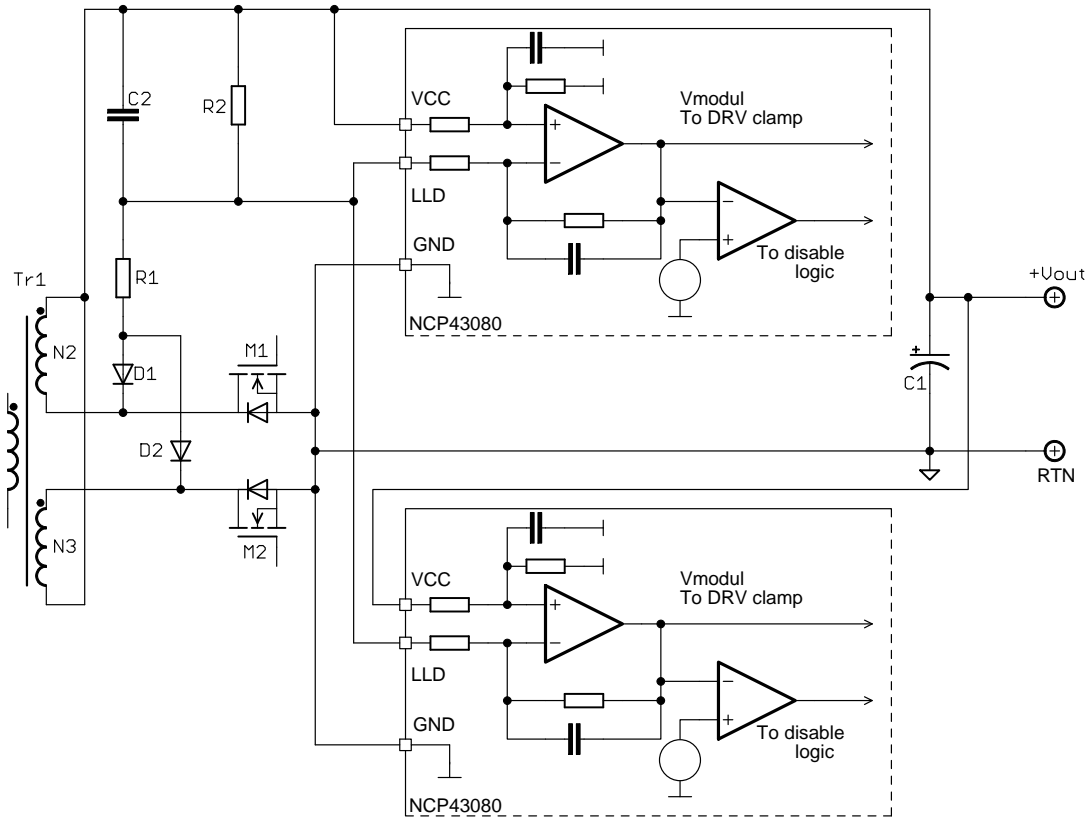 C2
R2
VCC
LLD
GND
+
−
Vmodul
To DRV clamp
−
+
To disable
logic
NCP43080
R1
Tr1
N2
D1
M1
D2
N3
M2
+Vout
+
C1
RTN
VCC
LLD
GND
+
−
Vmodul
To DRV clamp
−
+
To disable
logic
NCP43080